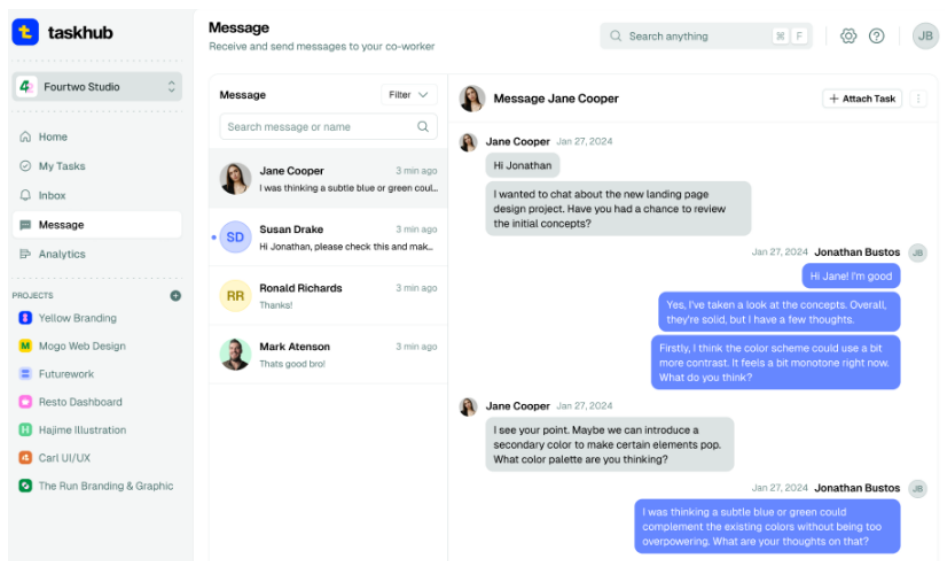 taskhub
Fourtwo Studio
Home
My Tasks
Inbox
Message
Analytics
PROJECTS
Yellow Branding
M Mogo Web Design
Futurework
Resto Dashboard
H Hajime Illustration
Carl UI/UX
The Run Branding & Graphic
Message
Receive and send messages to your co-worker
Search anything
⌘ F
JB
Message
Filter
Search message or name
Jane Cooper 3 min ago
I was thinking a subtle blue or green coul...
SD
Susan Drake 3 min ago
Hi Jonathan, please check this and mak...
RR
Ronald Richards 3 min ago
Thanks!
Mark Atenson 3 min ago
Thats good bro!
Message Jane Cooper
+ Attach Task
Jane Cooper Jan 27, 2024
Hi Jonathan
I wanted to chat about the new landing page
design project. Have you had a chance to review
the initial concepts?
Jan 27, 2024 Jonathan Bustos JB
Hi Jane! I'm good
Yes, I've taken a look at the concepts. Overall,
they're solid, but I have a few thoughts.
Firstly, I think the color scheme could use a bit
more contrast. It feels a bit monotone right now.
What do you think?
Jane Cooper Jan 27, 2024
I see your point. Maybe we can introduce a
secondary color to make certain elements pop.
What color palette are you thinking?
Jan 27, 2024 Jonathan Bustos JB
I was thinking a subtle blue or green could
complement the existing colors without being too
overpowering. What are your thoughts on that?